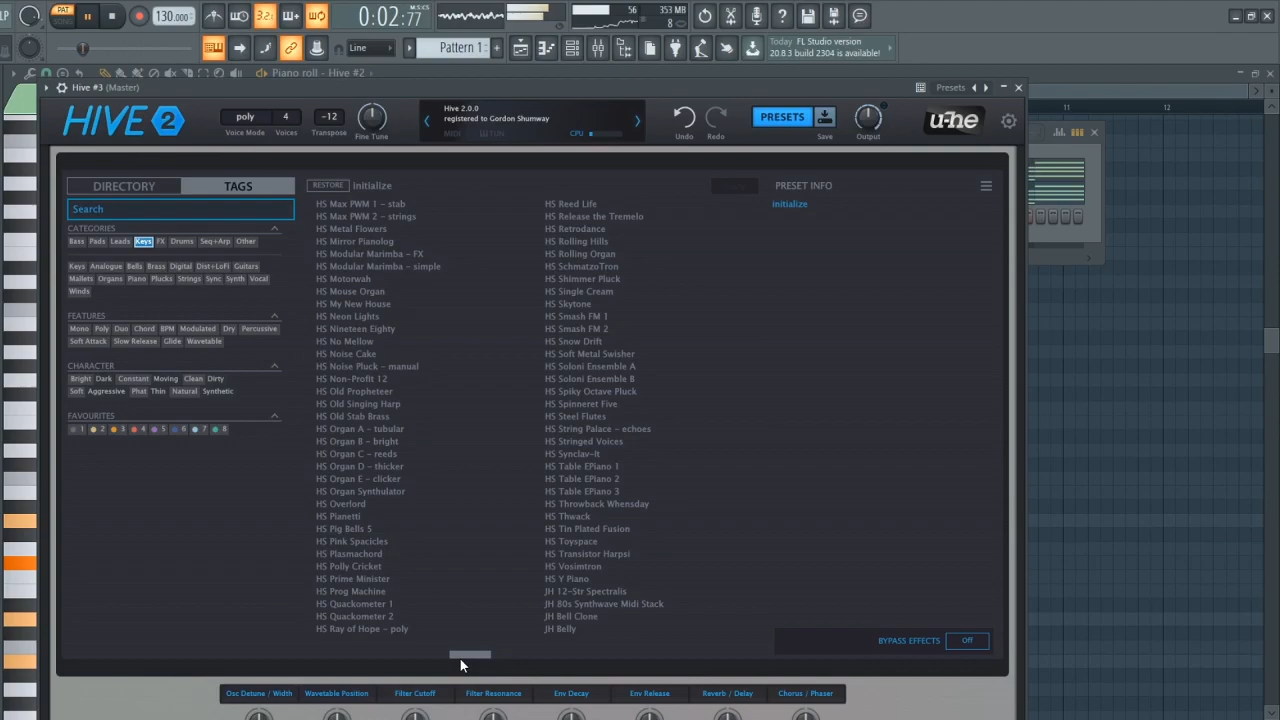 PAT
SONG
130.000
3.2
0:02:77
M:S:CS
56
353 MB
8
Line
Pattern 1
Today FL Studio version
20.8.3 build 2304 is available!
Piano roll - Hive #2
Hive #3 (Master)
Presets
HIVE 2
poly
4
Voice Mode
Voices
-12
Transpose
Fine Tune
Hive 2.0.0
registered to Gordon Shumway
MIDI
TUN
CPU
Undo
Redo
PRESETS
Save
Output
u-he
11
12
DIRECTORY
TAGS
Search
CATEGORIES
Bass Pads Leads Keys FX Drums Seq+Arp Other
Keys Analogue Bells Brass Digital Dist+LoFi Guitars
Mallets Organs Piano Plucks Strings Sync Synth Vocal
Winds
FEATURES
Mono Poly Duo Chord BPM Modulated Dry Percussive
Soft Attack Slow Release Glide Wavetable
CHARACTER
Bright Dark Constant Moving Clean Dirty
Soft Aggressive Phat Thin Natural Synthetic
FAVOURITES
1 2 3 4 5 6 7 8
RESTORE
initialize
HS Max PWM 1 - stab
HS Max PWM 2 - strings
HS Metal Flowers
HS Mirror Pianolog
HS Modular Marimba - FX
HS Modular Marimba - simple
HS Motorwah
HS Mouse Organ
HS My New House
HS Neon Lights
HS Nineteen Eighty
HS No Mellow
HS Noise Cake
HS Noise Pluck - manual
HS Non-Profit 12
HS Old Propheteer
HS Old Singing Harp
HS Old Stab Brass
HS Organ A - tubular
HS Organ B - bright
HS Organ C - reeds
HS Organ D - thicker
HS Organ E - clicker
HS Organ Synthulator
HS Overlord
HS Pianetti
HS Pig Bells 5
HS Pink Spacicles
HS Plasmachord
HS Polly Cricket
HS Prime Minister
HS Prog Machine
HS Quackometer 1
HS Quackometer 2
HS Ray of Hope - poly
HS Reed Life
HS Release the Tremelo
HS Retrodance
HS Rolling Hills
HS Rolling Organ
HS SchmatzoTron
HS Shimmer Pluck
HS Single Cream
HS Skytone
HS Smash FM 1
HS Smash FM 2
HS Snow Drift
HS Soft Metal Swisher
HS Soloni Ensemble A
HS Soloni Ensemble B
HS Spiky Octave Pluck
HS Spinneret Five
HS Steel Flutes
HS String Palace - echoes
HS Stringed Voices
HS Synclav-It
HS Table EPiano 1
HS Table EPiano 2
HS Table EPiano 3
HS Throwback Whensday
HS Thwack
HS Tin Plated Fusion
HS Toyspace
HS Transistor Harpsi
HS Vosimtron
HS Y Piano
JH 12-Str Spectralis
JH 80s Synthwave Midi Stack
JH Bell Clone
JH Belly
PRESET INFO
initialize
BYPASS EFFECTS
Off
Osc Detune / Width
Wavetable Position
Filter Cutoff
Filter Resonance
Env Decay
Env Release
Reverb / Delay
Chorus / Phaser